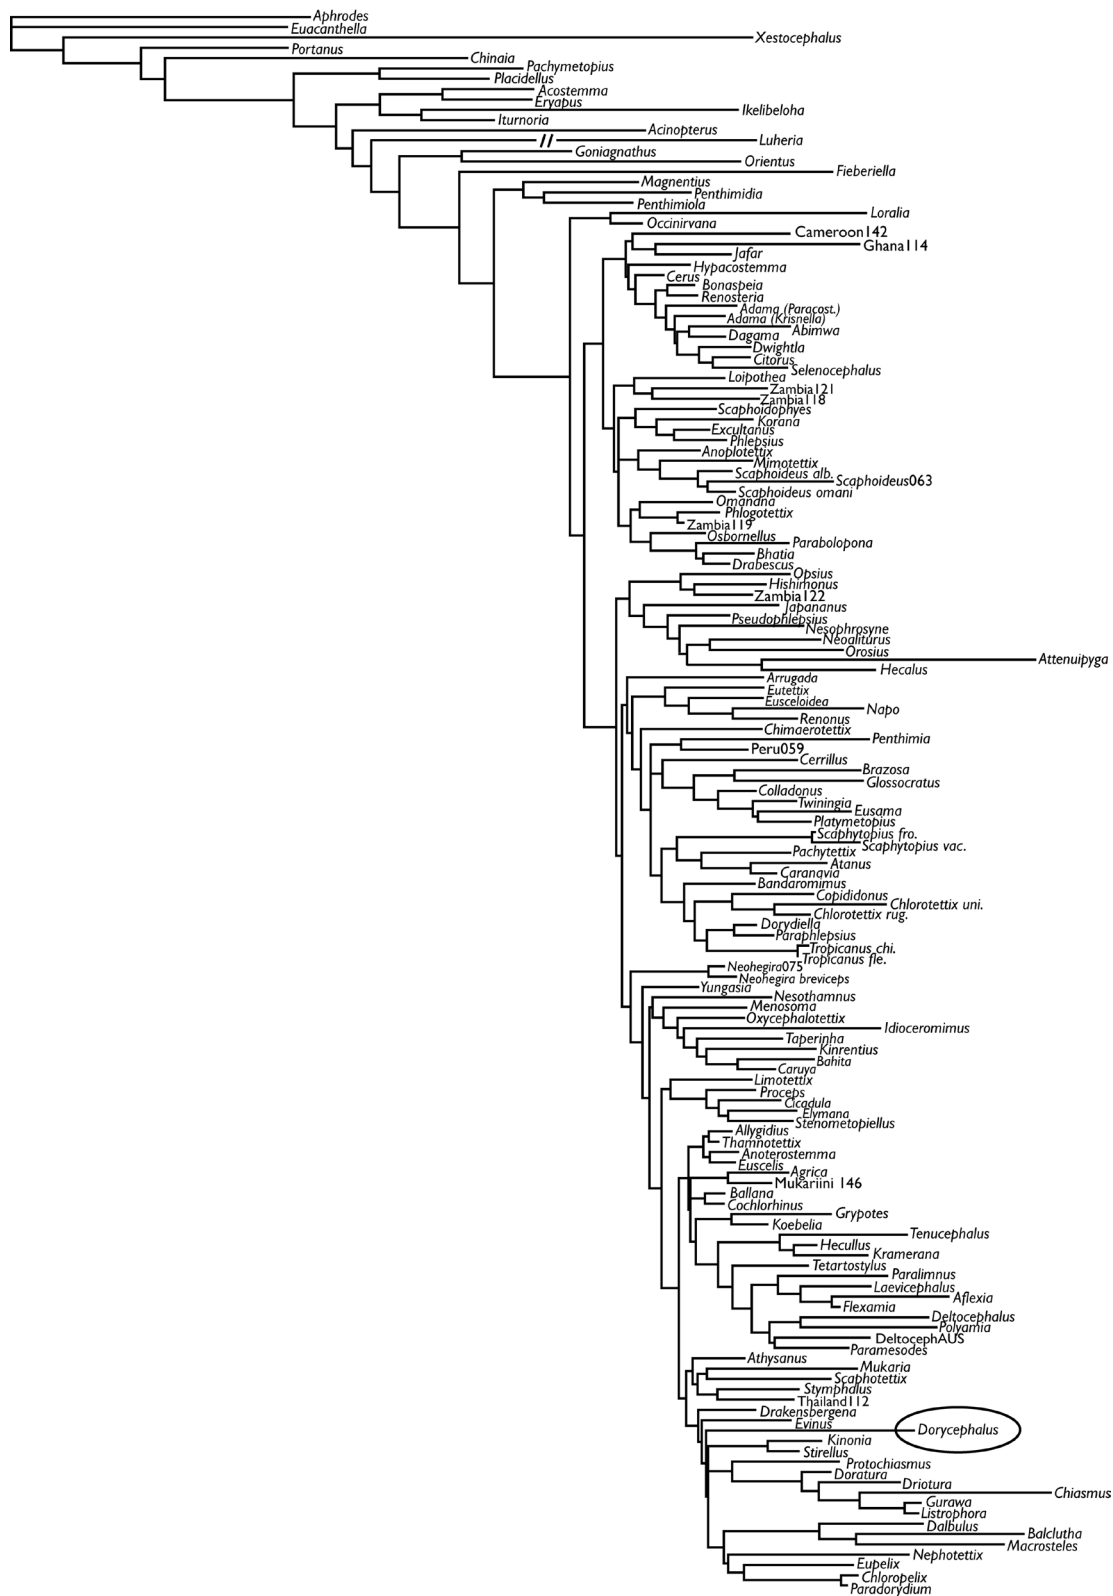 Aphrodes
Euacanthella
Xestocephalus
Portanus
Chinaia
Pachymetopius
Placidellus
Acostemma
Eryapus
Ikelibeloha
Iturnoria
Acinopterus
//
Luheria
Goniagnathus
Orientus
Fieberiella
Magnentius
Penthimidia
Penthimiola
Loralia
Occinirvana
Cameroon142
Ghana114
Jafar
Hypacostemma
Cerus
Bonaspeia
Renosteria
Adama (Paracost.)
Adama (Krisnella)
Abimwa
Dagama
Dwightla
Citorus
Selenocephalus
Loipothea
Zambia121
Zambia118
Scaphoidophyes
Korana
Excultanus
Phlepsius
Anoplotettix
Mimotettix
Scaphoideus alb.
Scaphoideus063
Scaphoideus omani
Omanana
Phlogotettix
Zambia119
Osbornellus
Parabolopona
Bhatia
Drabescus
Opsius
Hishimonus
Zambia122
Japananus
Pseudophlepsius
Nesophrosyne
Neoaliturus
Orosius
Attenuipyga
Hecalus
Arrugada
Eutettix
Eusceloidea
Napo
Renonus
Chimaerotettix
Penthimia
Peru059
Cerrillus
Brazosa
Glossocratus
Colladonus
Twiningia
Eusama
Platymetopius
Scaphytopius fro.
Scaphytopius vac.
Pachytettix
Atanus
Caranavia
Bandaromimus
Copididonus
Chlorotettix uni.
Chlorotettix rug.
Dorydiella
Paraphlepsius
Tropicanus chi.
Tropicanus fle.
Neohegira075
Neohegira breviceps
Yungasia
Nesothamnus
Menosoma
Oxycephalotettix
Idioceromimus
Taperinha
Kinrentius
Bahita
Caruya
Limotettix
Proceps
Cicadula
Elymana
Stenometopiellus
Allygidius
Thamnotettix
Anoterostemma
Euscelis
Agrica
Mukariini 146
Ballana
Cochlorhinus
Grypotes
Koebelia
Tenucephalus
Hecullus
Kramerana
Tetartostylus
Paralimnus
Laevicephalus
Aflexia
Flexamia
Deltocephalus
Polyamia
DeltocephAUS
Paramesodes
Athysanus
Mukaria
Scaphotettix
Stymphalus
Thailand112
Drakensbergena
Evinus
Dorycephalus
Kinonia
Stirellus
Protochiasmus
Doratura
Driotura
Chiasmus
Gurawa
Listrophora
Dalbulus
Balclutha
Macrosteles
Nephotettix
Eupelix
Chloropelix
Paradorydium